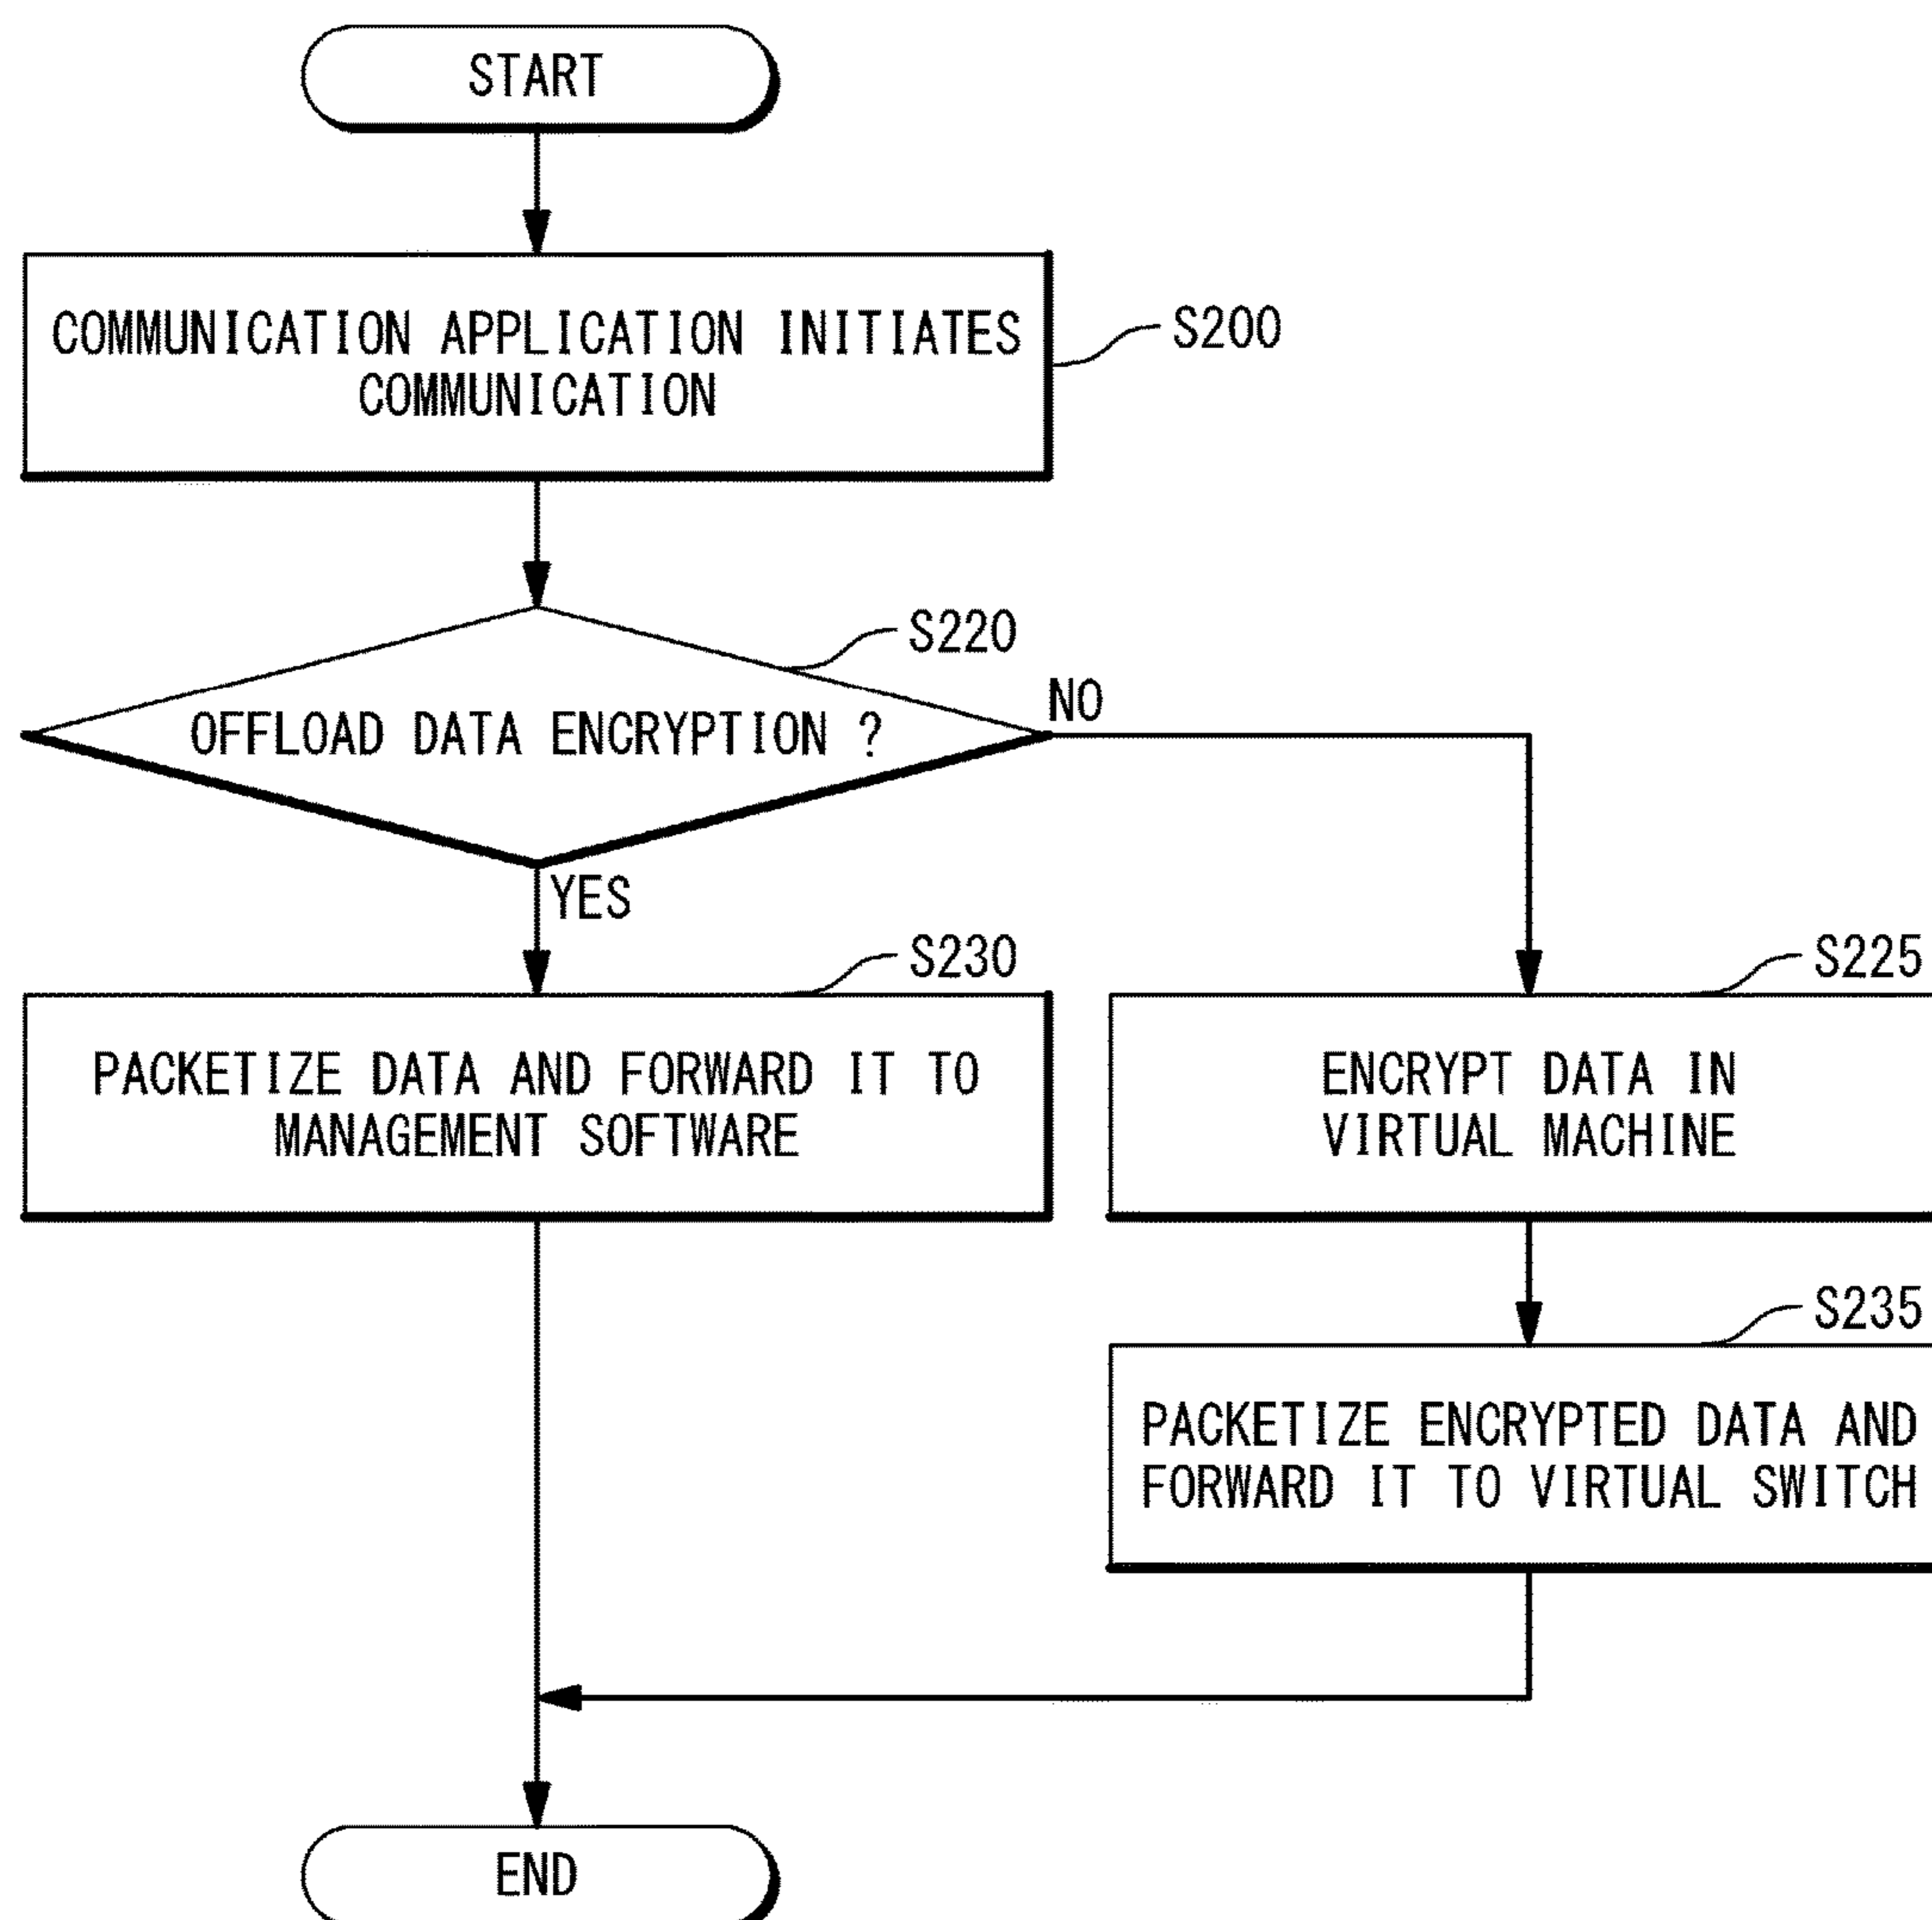 START
COMMUNICATION APPLICATION INITIATES
COMMUNICATION
S200
S220
OFFLOAD DATA ENCRYPTION ?
NO
YES
S230
PACKETIZE DATA AND FORWARD IT TO
MANAGEMENT SOFTWARE
S225
ENCRYPT DATA IN
VIRTUAL MACHINE
S235
PACKETIZE ENCRYPTED DATA AND
FORWARD IT TO VIRTUAL SWITCH
END